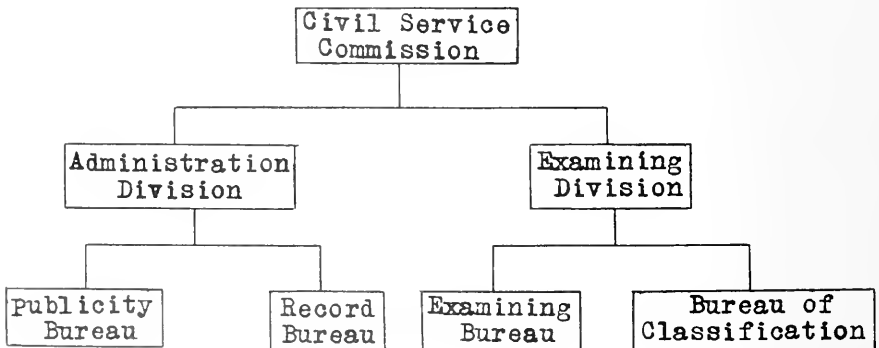 Civil Service
Commission
Administration
Division
Examining
Division
Publicity
Bureau
Record
Bureau
Examining
Bureau
Bureau of
Classification